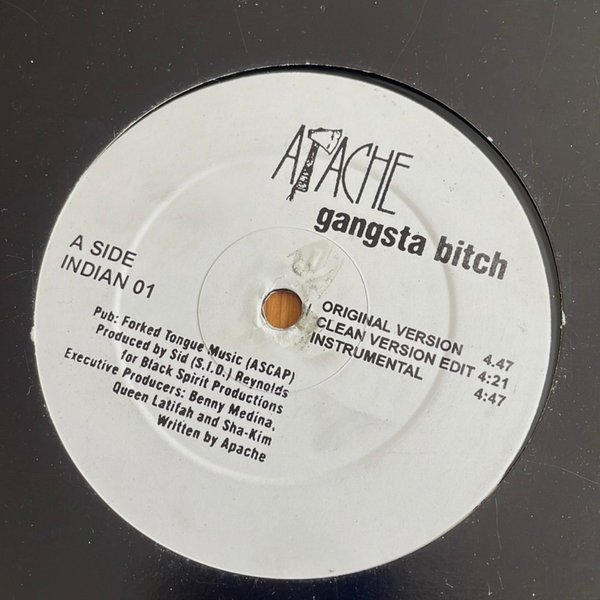 APACHE
gangsta bitch
A SIDE
INDIAN 01
ORIGINAL VERSION 4.47
CLEAN VERSION EDIT 4:21
INSTRUMENTAL 4:47
Pub: Forked Tongue Music (ASCAP)
Produced by Sid (S.I.D.) Reynolds
for Black Spirit Productions
Executive Producers: Benny Medina,
Queen Latifah and Sha-Kim
Written by Apache